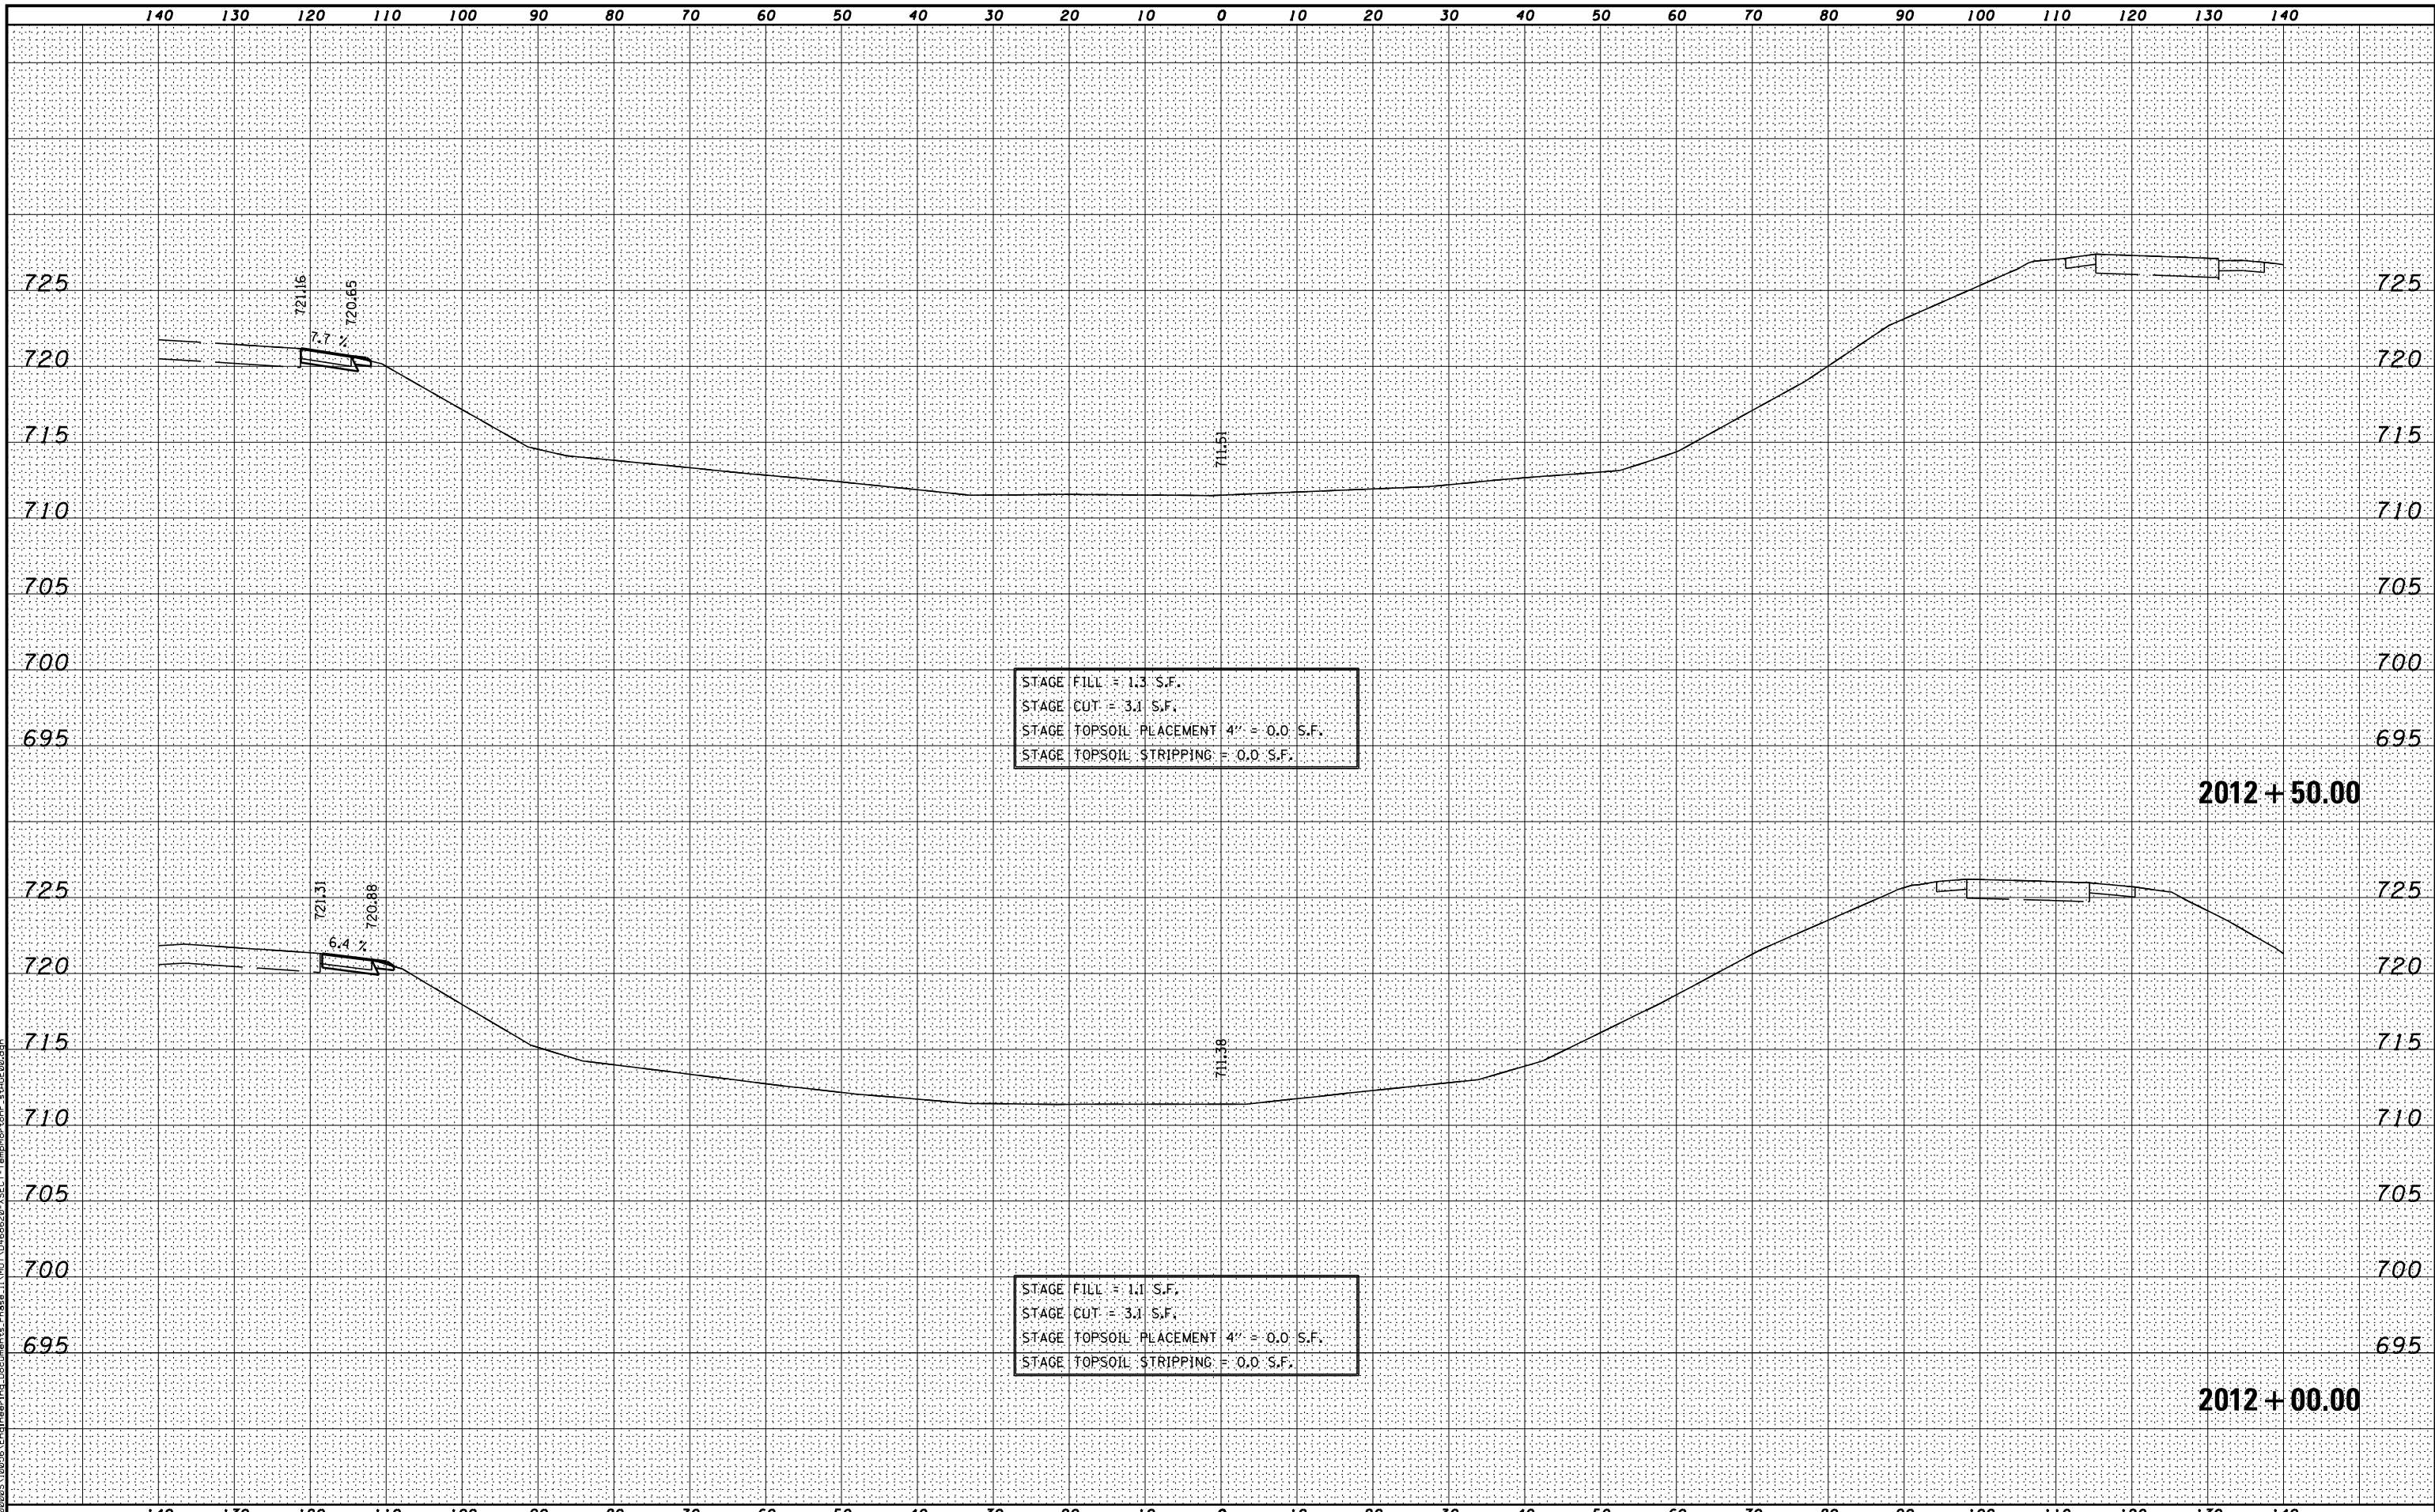 140 130 120 110 100 90 80 70 60 50 40 30 20 10 0 10 20 30 40 50 60 70 80 90 100 110 120 130 140
721.16
720.65
7.7 %
725 725
720 720
715 711.51 715
710 710
705 705
700 700
STAGE FILL = 1.3 S.F.
STAGE CUT = 3.1 S.F.
STAGE TOPSOIL PLACEMENT 4" = 0.0 S.F.
STAGE TOPSOIL STRIPPING = 0.0 S.F.
695 695
2012 + 50.00
721.31
720.88
6.4 %
725 725
720 720
715 711.38 715
710 710
705 705
700 700
STAGE FILL = 1.1 S.F.
STAGE CUT = 3.1 S.F.
STAGE TOPSOIL PLACEMENT 4" = 0.0 S.F.
STAGE TOPSOIL STRIPPING = 0.0 S.F.
695 695
2012 + 00.00